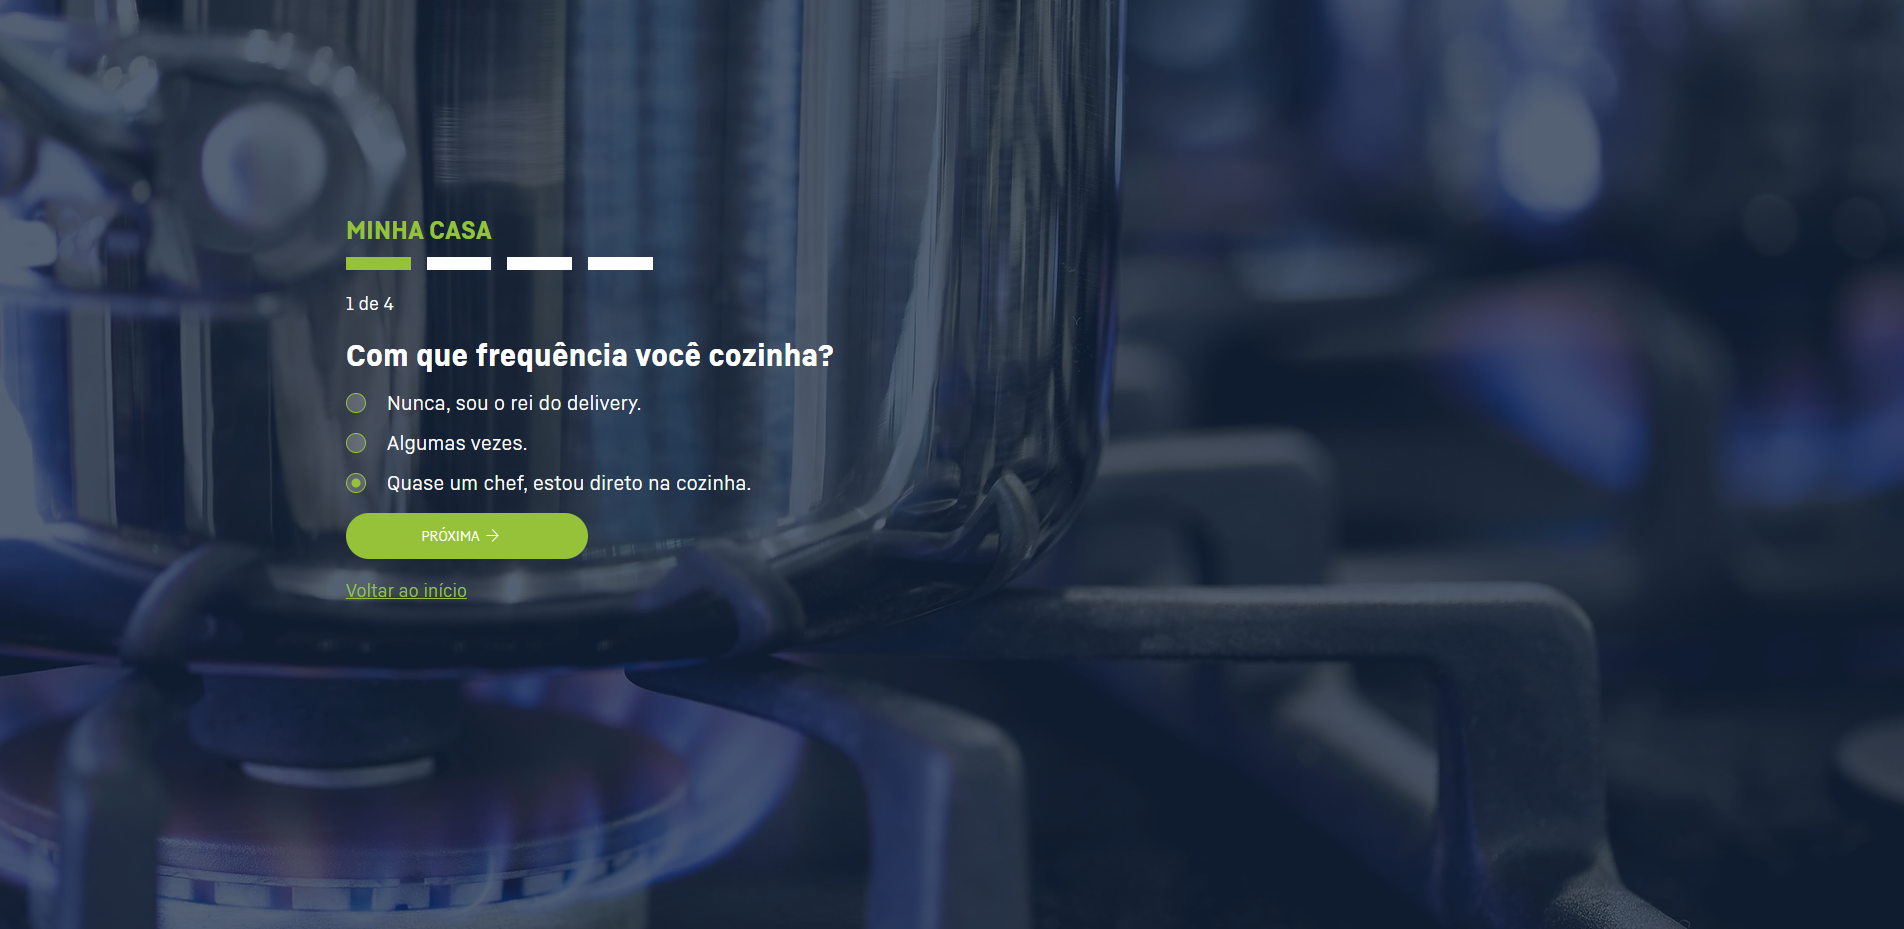 MINHA CASA
1 de 4
Com que frequência você cozinha?
Nunca, sou o rei do delivery.
Algumas vezes.
Quase um chef, estou direto na cozinha.
PRÓXIMA →
Voltar ao início